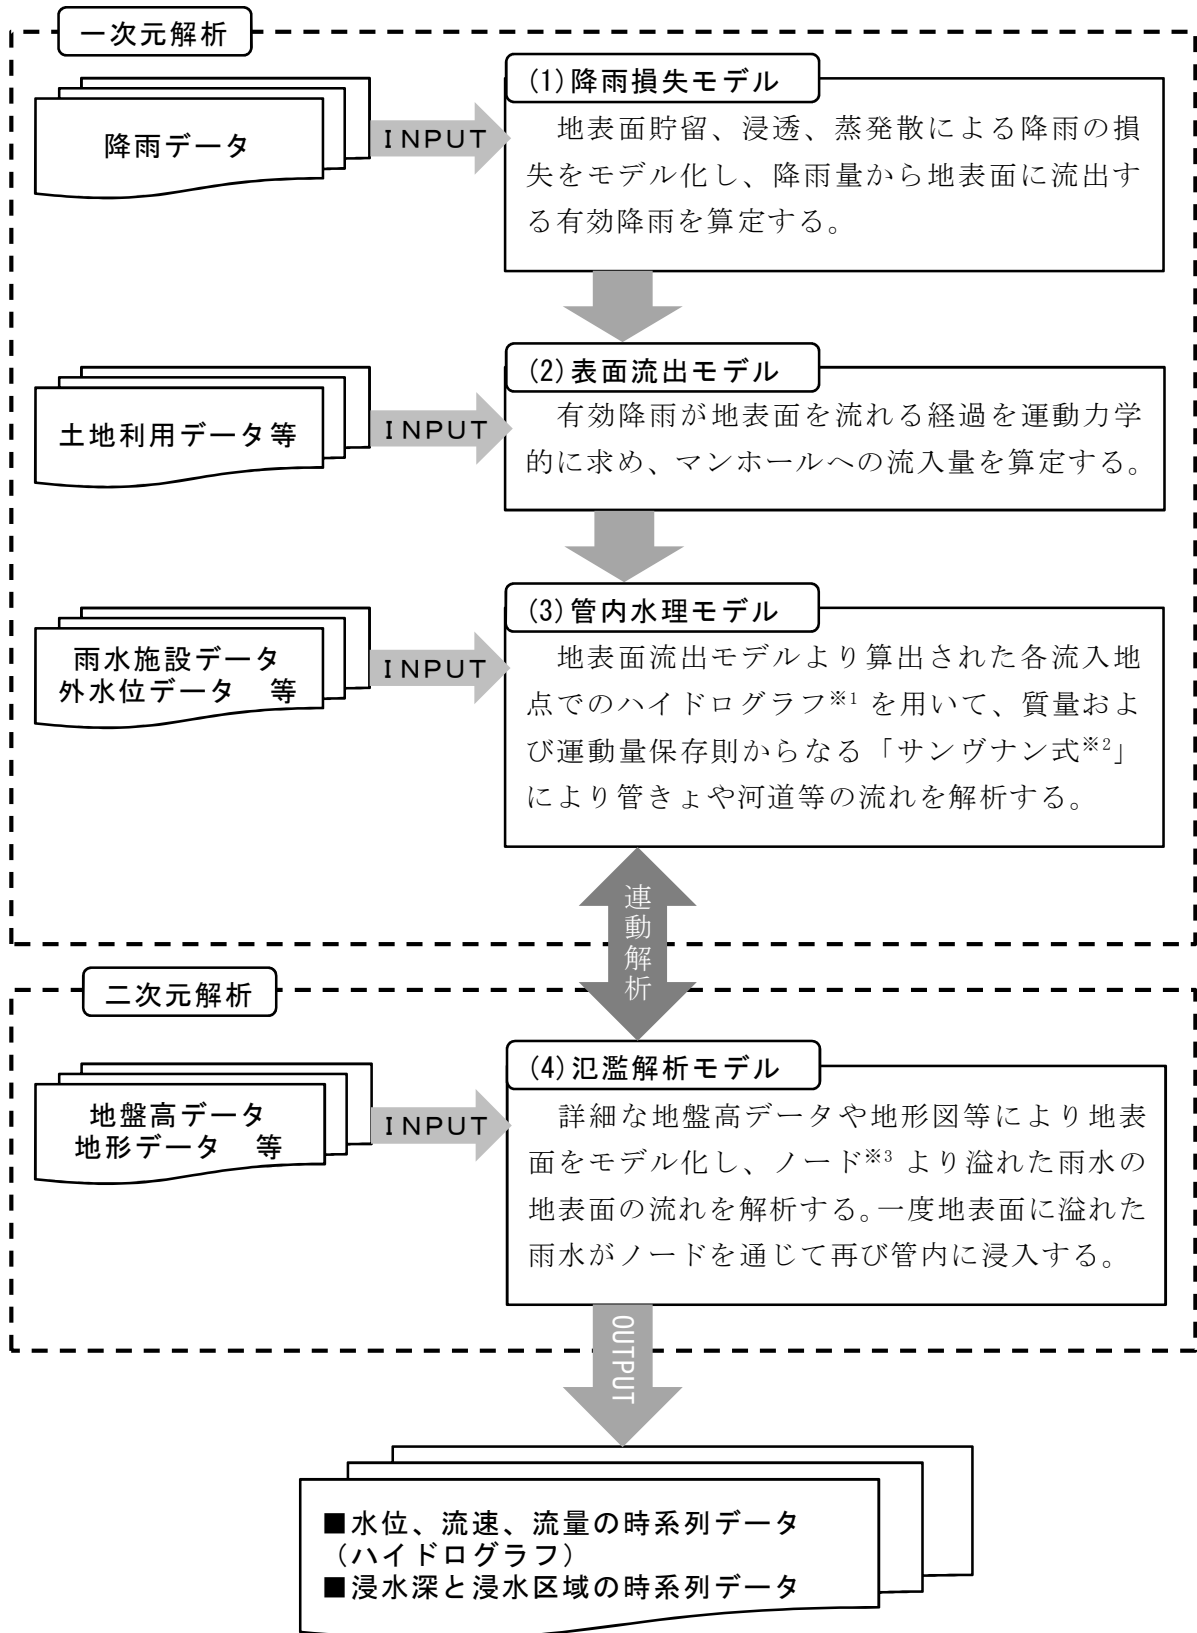 一次元解析
降雨データ
INPUT
(1)降雨損失モデル
地表面貯留、浸透、蒸発散による降雨の損
失をモデル化し、降雨量から地表面に流出す
る有効降雨を算定する。
土地利用データ等
INPUT
(2)表面流出モデル
有効降雨が地表面を流れる経過を運動力学
的に求め、マンホールへの流入量を算定する。
雨水施設データ
外水位データ 等
INPUT
(3)管内水理モデル
地表面流出モデルより算出された各流入地
点でのハイドログラフ※1 を用いて、質量およ
び運動量保存則からなる「サンヴナン式※2」
により管きょや河道等の流れを解析する。
連動解析
二次元解析
地盤高データ
地形データ 等
INPUT
(4)氾濫解析モデル
詳細な地盤高データや地形図等により地表
面をモデル化し、ノード※3 より溢れた雨水の
地表面の流れを解析する。一度地表面に溢れた
雨水がノードを通じて再び管内に浸入する。
OUTPUT
■水位、流速、流量の時系列データ
（ハイドログラフ）
■浸水深と浸水区域の時系列データ